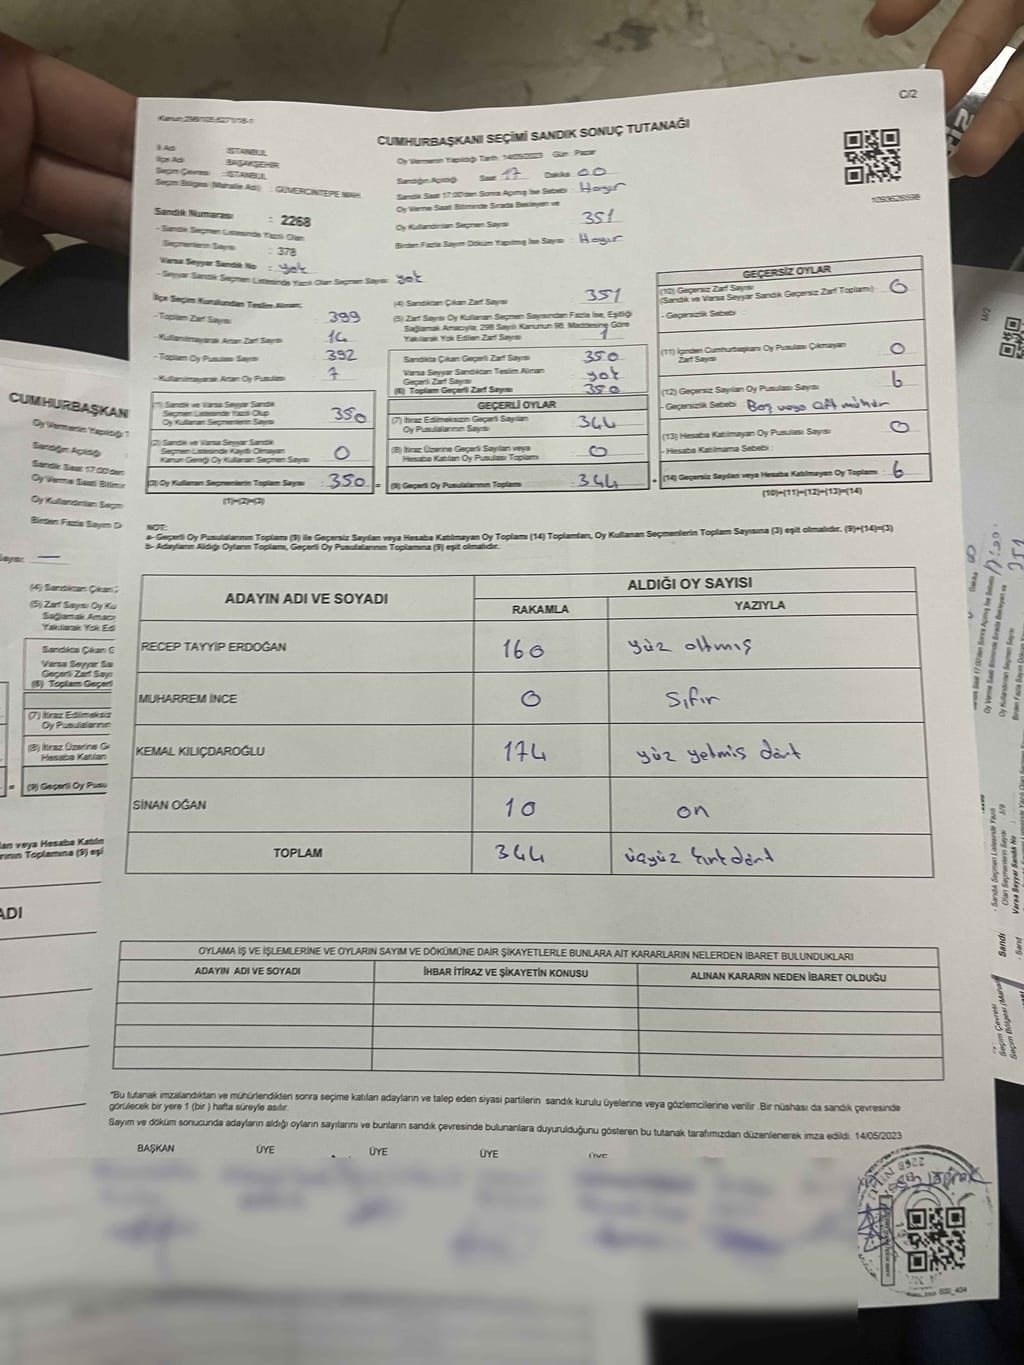 C/2
CUMHURBAŞKANI SEÇİMİ SANDIK SONUÇ TUTANAĞI
İli Adı : İSTANBUL
İlçe Adı : BAŞAKŞEHİR
Seçim Çevresi : İSTANBUL
Seçim Bölgesi (Mahalle Adı) : GÜVERCİNTEPE MAH.
Oy Vermenin Yapıldığı Tarih: 14/05/2023 Gün : Pazar
Sandığın Açıldığı Saat 17 Dakika 00
Sandık Saat 17:00'den Sonra Açılmış İse Sebebi : Hayır
Oy Verme Saati Bitiminde Sırada Bekleyen ve
Oy Kullandırılan Seçmen Sayısı 351
Birden Fazla Sayım Döküm Yapılmış İse Sayısı : Hayır
Sandık Numarası : 2268
- Sandık Seçmen Listesinde Yazılı Olan
Seçmenlerin Sayısı : 378
Varsa Seyyar Sandık No : yok
- Seyyar Sandık Seçmen Listesinde Yazılı Olan Seçmen Sayısı : yok
İlçe Seçim Kurulundan Teslim Alınan;
- Toplam Zarf Sayısı 399
- Kullanılmayarak Artan Zarf Sayısı 14
- Toplam Oy Pusulası Sayısı 392
- Kullanılmayarak Artan Oy Pusulası 7
(1) Sandık ve Varsa Seyyar Sandık
Seçmen Listesinde Yazılı Olup
Oy Kullanan Seçmenlerin Sayısı 350
(2) Sandık ve Varsa Seyyar Sandık
Seçmen Listesinde Kayıtlı Olmayan
Kanun Gereği Oy Kullanan Seçmen Sayısı 0
(3) Oy Kullanan Seçmenlerin Toplam Sayısı : 350 =
(1)+(2)=(3)
(4) Sandıktan Çıkan Zarf Sayısı 351
(5) Zarf Sayısı Oy Kullanan Seçmen Sayısından Fazla İse, Eşitliği
Sağlamak Amacıyla, 298 Sayılı Kanunun 98. Maddesine Göre
Yakılarak Yok Edilen Zarf Sayısı 1
Sandıkta Çıkan Geçerli Zarf Sayısı 350
Varsa Seyyar Sandıktan Teslim Alınan
Geçerli Zarf Sayısı yok
(6) Toplam Geçerli Zarf Sayısı 350
GEÇERLİ OYLAR
(7) İtiraz Edilmeksizin Geçerli Sayılan
Oy Pusulalarının Sayısı : 344
(8) İtiraz Üzerine Geçerli Sayılan veya
Hesaba Katılan Oy Pusulası Toplamı 0
(9) Geçerli Oy Pusulalarının Toplamı : 344 +
GEÇERSİZ OYLAR
(10) Geçersiz Zarf Sayısı
(Sandık ve Varsa Seyyar Sandık Geçersiz Zarf Toplamı) : 0
- Geçersizlik Sebebi :
(11) İçinden Cumhurbaşkanı Oy Pusulası Çıkmayan
Zarf Sayısı 0
(12) Geçersiz Sayılan Oy Pusulası Sayısı : 6
- Geçersizlik Sebebi Boş veya Çift mühür
(13) Hesaba Katılmayan Oy Pusulası Sayısı : 0
- Hesaba Katılmama Sebebi :
(14) Geçersiz Sayılan veya Hesaba Katılmayan Oy Toplamı : 6
(10)+(11)+(12)+(13)=(14)
NOT:
a- Geçerli Oy Pusulalarının Toplamı (9) ile Geçersiz Sayılan veya Hesaba Katılmayan Oy Toplamı (14) Toplamları, Oy Kullanan Seçmenlerin Toplam Sayısına (3) eşit olmalıdır. (9)+(14)=(3)
b- Adayların Aldığı Oyların Toplamı, Geçerli Oy Pusulalarının Toplamına (9) eşit olmalıdır.
ADAYIN ADI VE SOYADI ALDIĞI OY SAYISI
RAKAMLA YAZIYLA
RECEP TAYYİP ERDOĞAN 160 yüz altmış
MUHARREM İNCE 0 Sıfır
KEMAL KILIÇDAROĞLU 174 yüz yetmiş dört
SİNAN OĞAN 10 on
TOPLAM 344 üçyüz kırkdört
OYLAMA İŞ VE İŞLEMLERİNE VE OYLARIN SAYIM VE DÖKÜMÜNE DAİR ŞİKAYETLERLE BUNLARA AİT KARARLARIN NELERDEN İBARET BULUNDUKLARI
ADAYIN ADI VE SOYADI İHBAR İTİRAZ VE ŞİKAYETİN KONUSU ALINAN KARARIN NEDEN İBARET OLDUĞU
"Bu tutanak imzalandıktan ve mühürlendikten sonra seçime katılan adayların ve talep eden siyasi partilerin sandık kurulu üyelerine veya gözlemcilerine verilir .Bir nüshası da sandık çevresinde
görülecek bir yere 1 (bir ) hafta süreyle asılır.
Sayım ve döküm sonucunda adayların aldığı oyların sayılarını ve bunların sandık çevresinde bulunanlara duyurulduğunu gösteren bu tutanak tarafımızdan düzenlenerek imza edildi. 14/05/2023
BAŞKAN ÜYE ÜYE ÜYE ÜYE